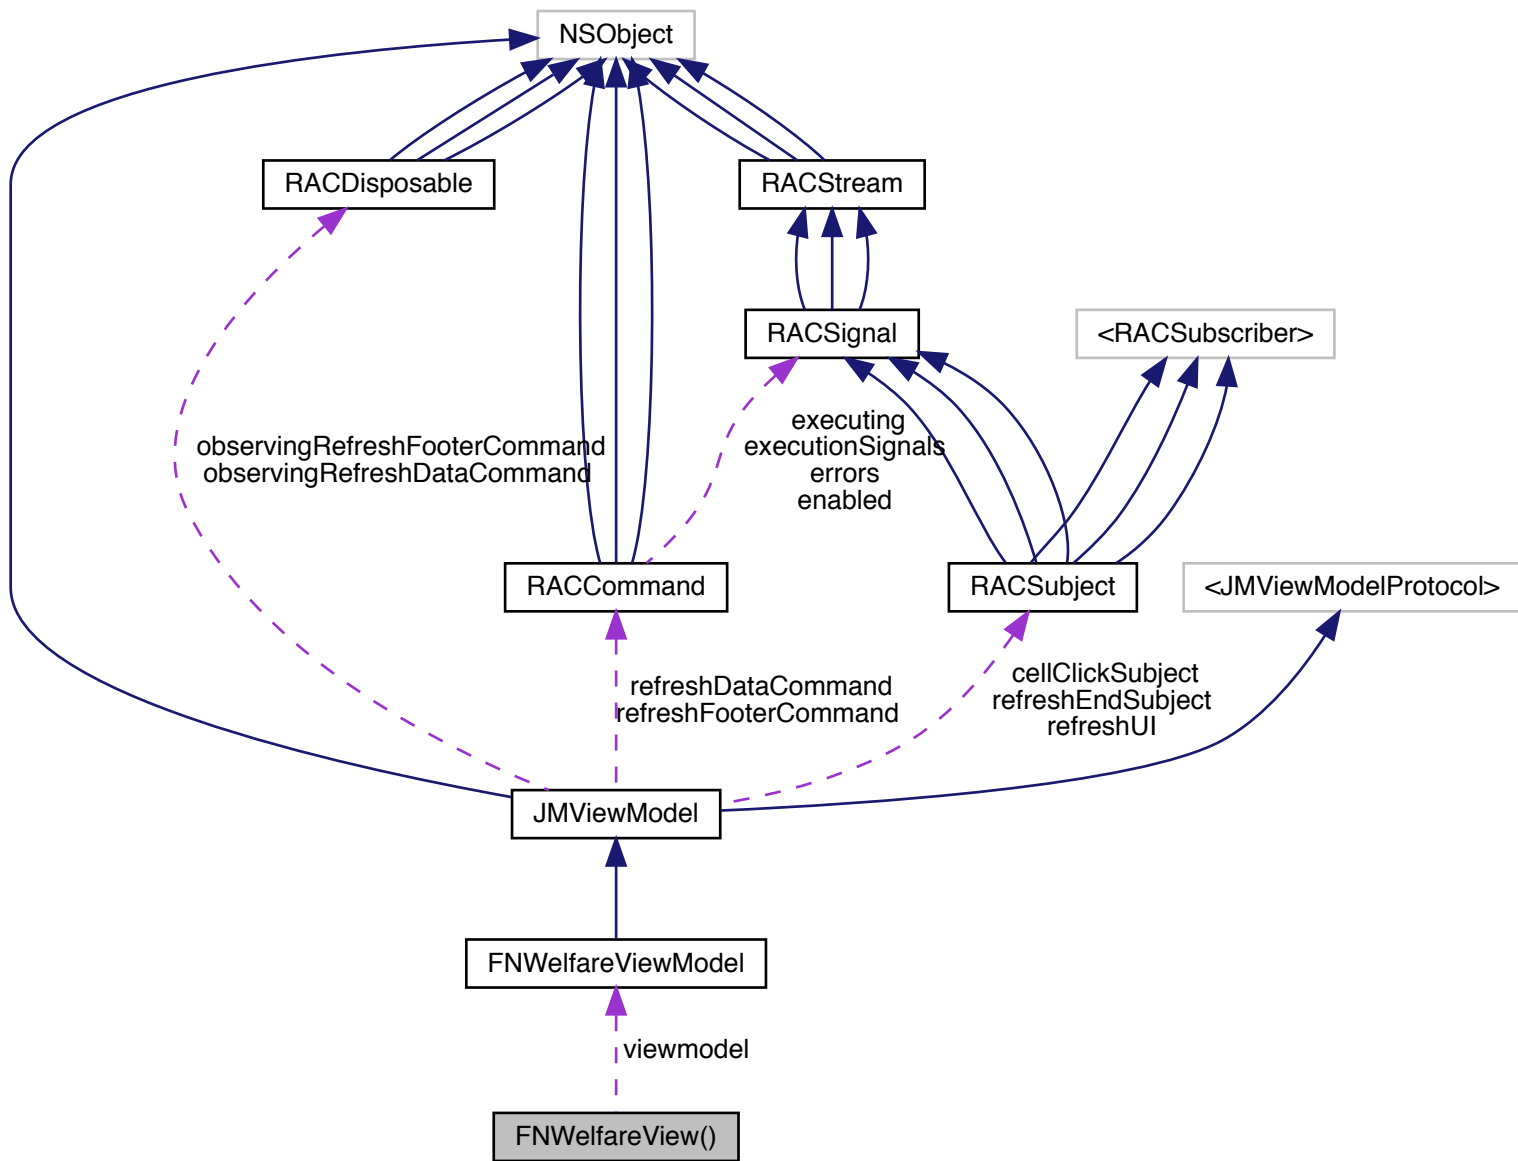 NSObject
RACDisposable
RACStream
RACSignal
<RACSubscriber>
executing
executionSignals
errors
enabled
observingRefreshFooterCommand
observingRefreshDataCommand
RACCommand
RACSubject
<JMViewModelProtocol>
refreshDataCommand
refreshFooterCommand
cellClickSubject
refreshEndSubject
refreshUI
JMViewModel
FNWelfareViewModel
viewmodel
FNWelfareView()